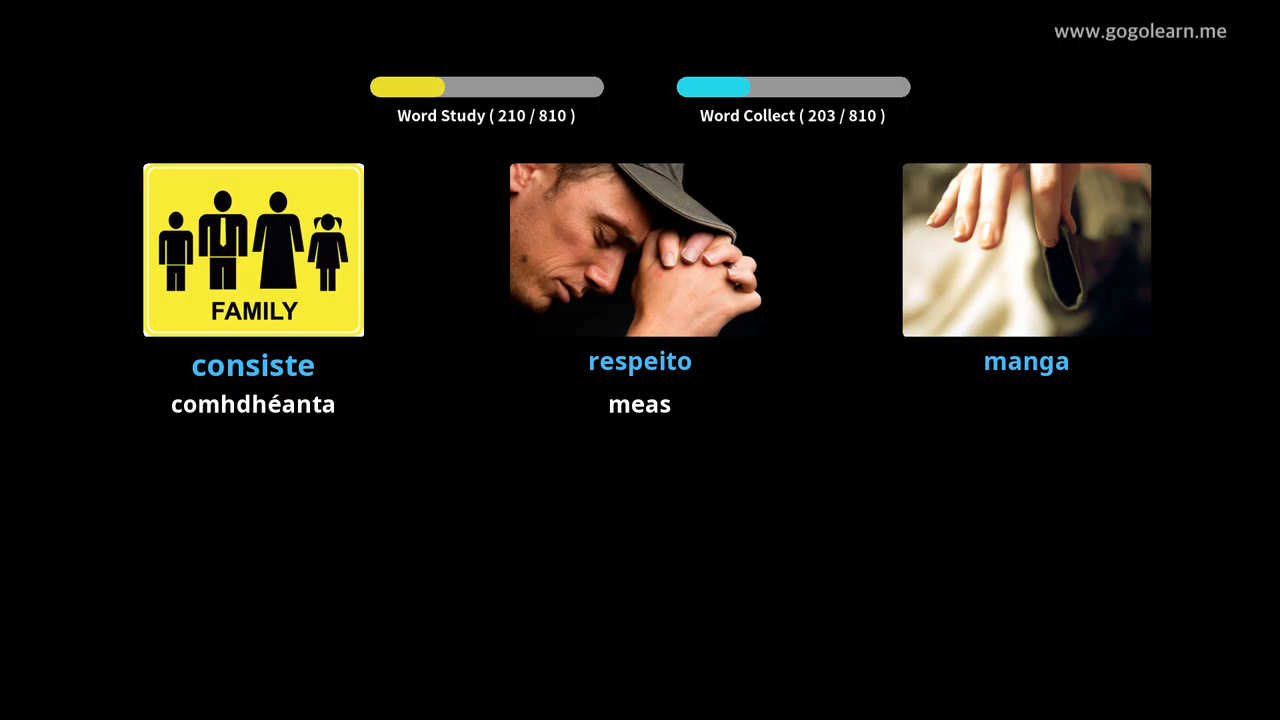 www.gogolearn.me
Word Study ( 210 / 810 )
Word Collect ( 203 / 810 )
FAMILY
consiste
respeito
manga
comhdhéanta
meas